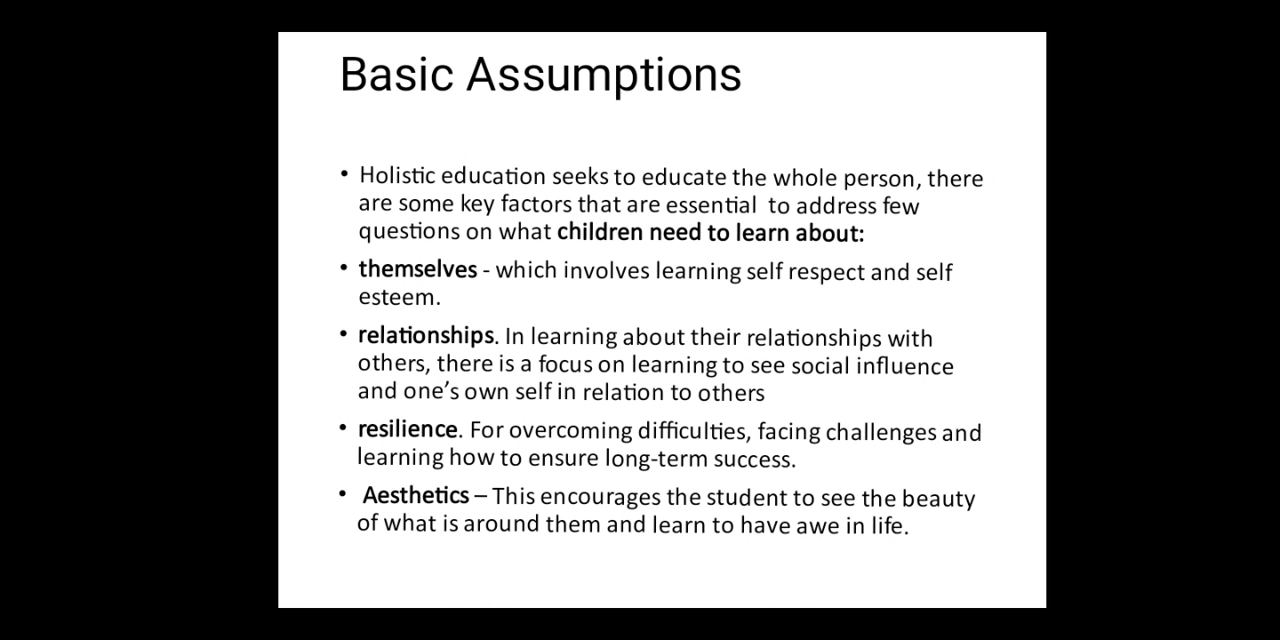 Basic Assumptions
• Holistic education seeks to educate the whole person, there
are some key factors that are essential  to address few
questions on what children need to learn about:
• themselves - which involves learning self respect and self
esteem.
• relationships. In learning about their relationships with
others, there is a focus on learning to see social influence
and one’s own self in relation to others
• resilience. For overcoming difficulties, facing challenges and
learning how to ensure long-term success.
• Aesthetics – This encourages the student to see the beauty
of what is around them and learn to have awe in life.